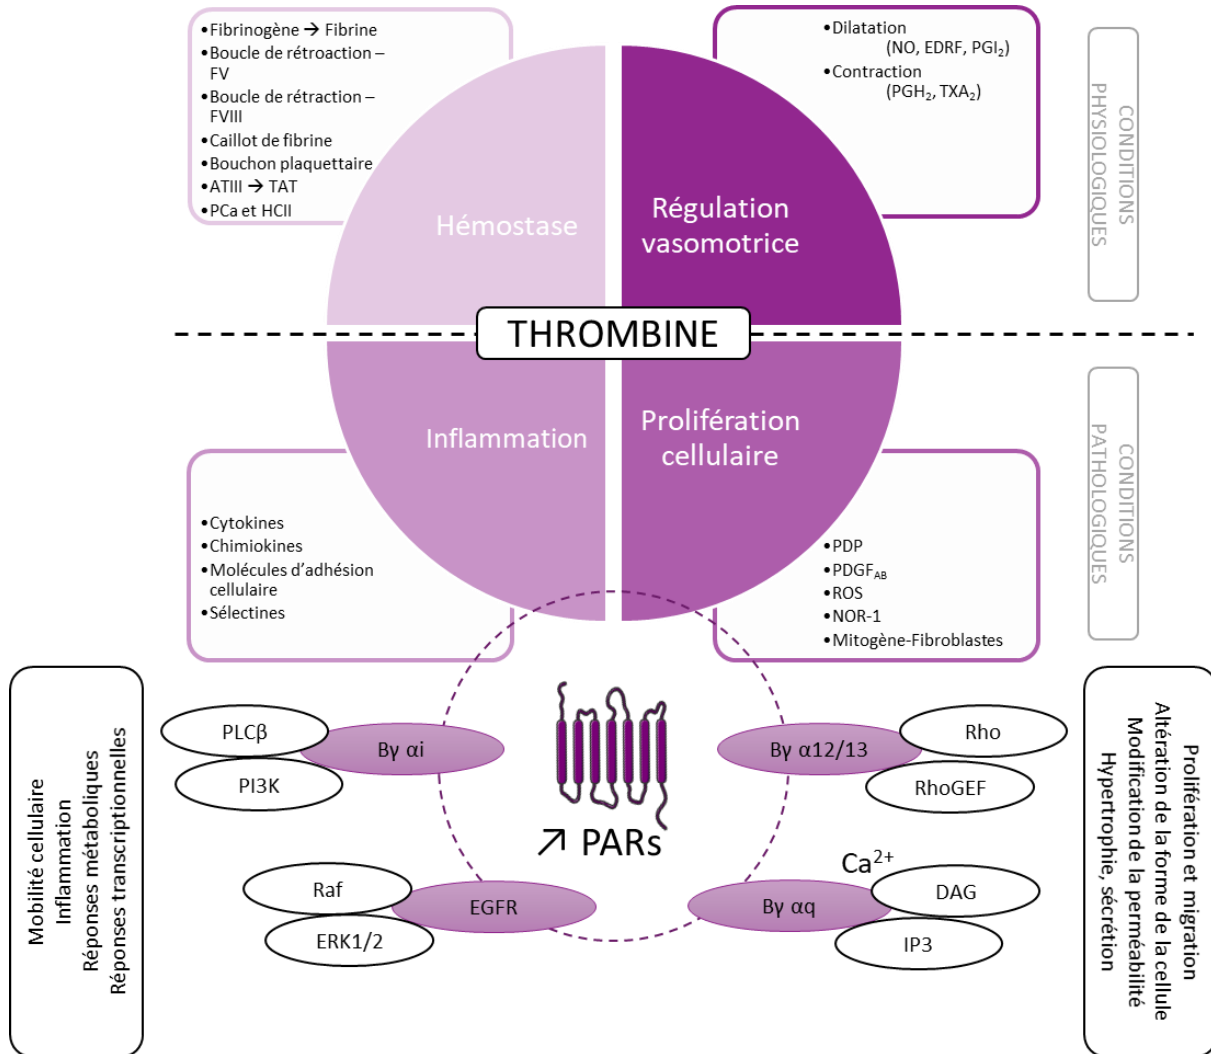 •Fibrinogène → Fibrine
•Boucle de rétroaction –
FV
•Boucle de rétraction –
FVIII
•Caillot de fibrine
•Bouchon plaquettaire
•ATIII → TAT
•PCa et HCII
•Dilatation
(NO, EDRF, PGI₂)
•Contraction
(PGH₂, TXA₂)
CONDITIONS
PHYSIOLOGIQUES
Hémostase
Régulation
vasomotrice
THROMBINE
Inflammation
Prolifération
cellulaire
CONDITIONS
PATHOLOGIQUES
•Cytokines
•Chimiokines
•Molécules d'adhésion
cellulaire
•Sélectines
•PDP
•PDGF_AB
•ROS
•NOR-1
•Mitogène-Fibroblastes
Mobilité cellulaire
Inflammation
Réponses métaboliques
Réponses transcriptionnelles
PLCβ
PI3K
Βγ αi
Raf
ERK1/2
EGFR
↗ PARs
Βγ α12/13
Rho
RhoGEF
Ca²⁺
Βγ αq
DAG
IP3
Prolifération et migration
Altération de la forme de la cellule
Modification de la perméabilité
Hypertrophie, sécrétion